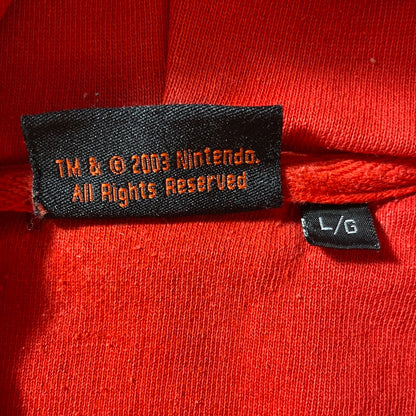 TM & © 2003 Nintendo.
All Rights Reserved
L/G